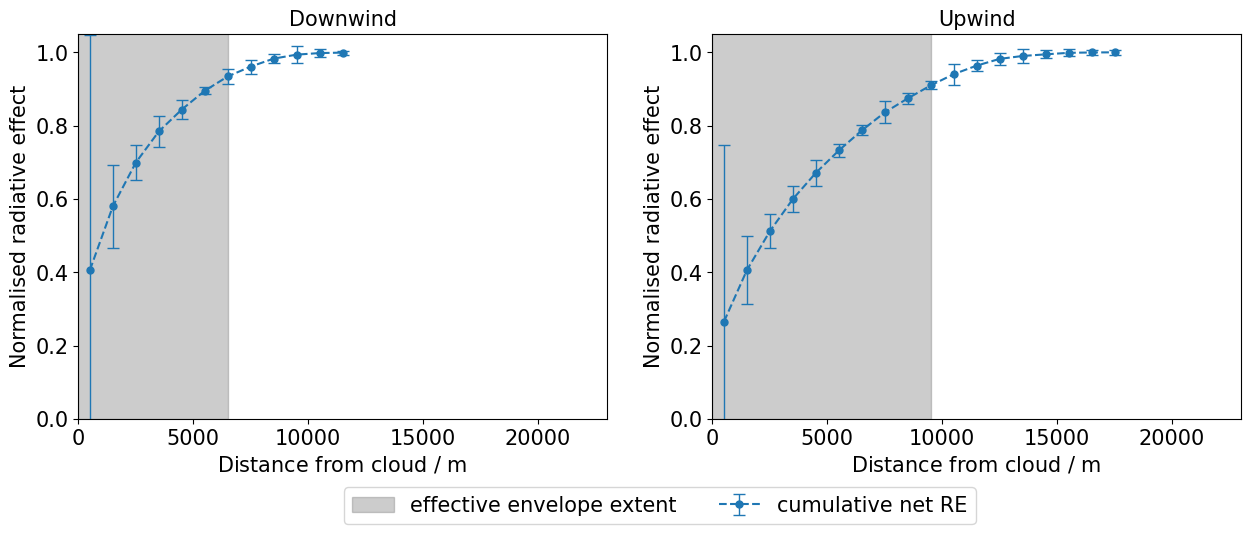 Downwind
Normalised radiative effect
1.0
0.8
0.6
0.4
0.2
0.0
0 5000 10000 15000 20000
Distance from cloud / m
Upwind
Normalised radiative effect
1.0
0.8
0.6
0.4
0.2
0.0
0 5000 10000 15000 20000
Distance from cloud / m
effective envelope extent cumulative net RE